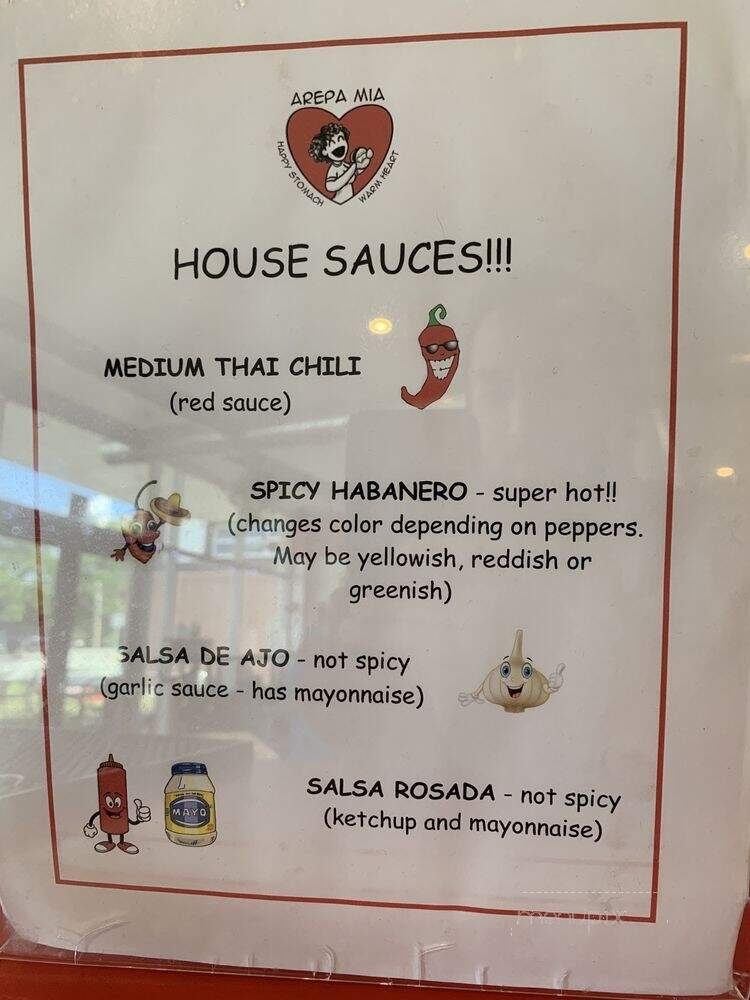 AREPA MIA
HAPPY STOMACH
WARM HEART
HOUSE SAUCES!!!
MEDIUM THAI CHILI
(red sauce)
SPICY HABANERO - super hot!!
(changes color depending on peppers.
May be yellowish, reddish or
greenish)
SALSA DE AJO - not spicy
(garlic sauce - has mayonnaise)
MAYO
SALSA ROSADA - not spicy
(ketchup and mayonnaise)